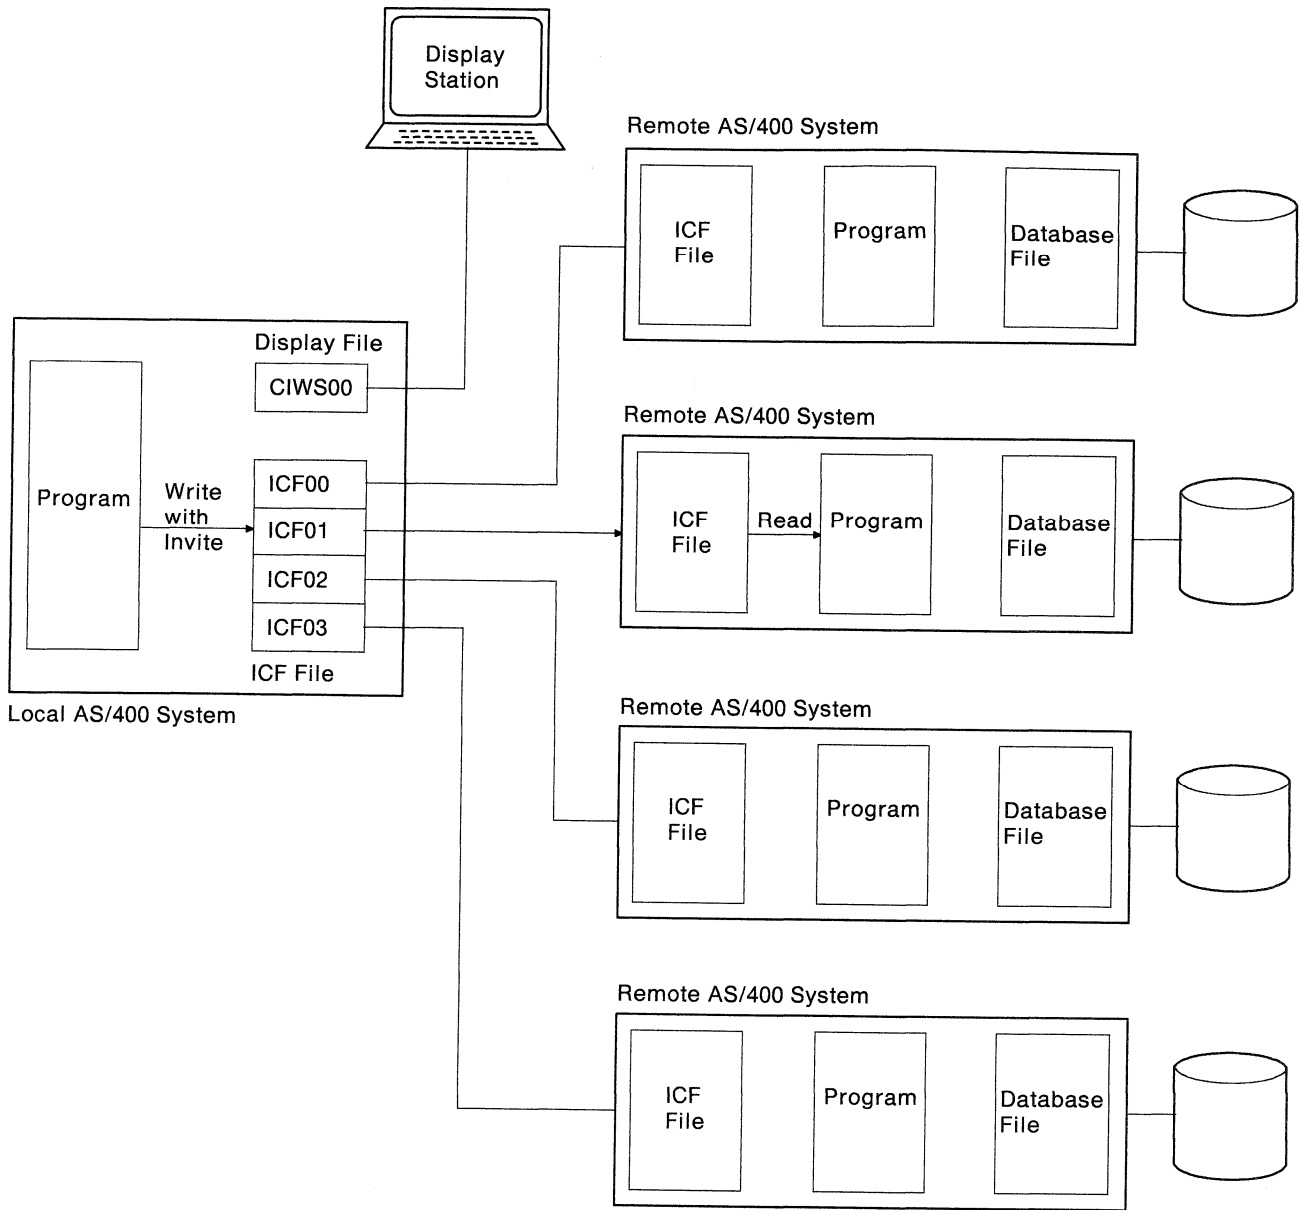 Display
Station
Remote AS/400 System
ICF
File
Program
Database
File
Display File
CIWS00
Program
Write
with
Invite
ICF00
ICF01
ICF02
ICF03
ICF File
Local AS/400 System
Remote AS/400 System
ICF
File
Read
Program
Database
File
Remote AS/400 System
ICF
File
Program
Database
File
Remote AS/400 System
ICF
File
Program
Database
File